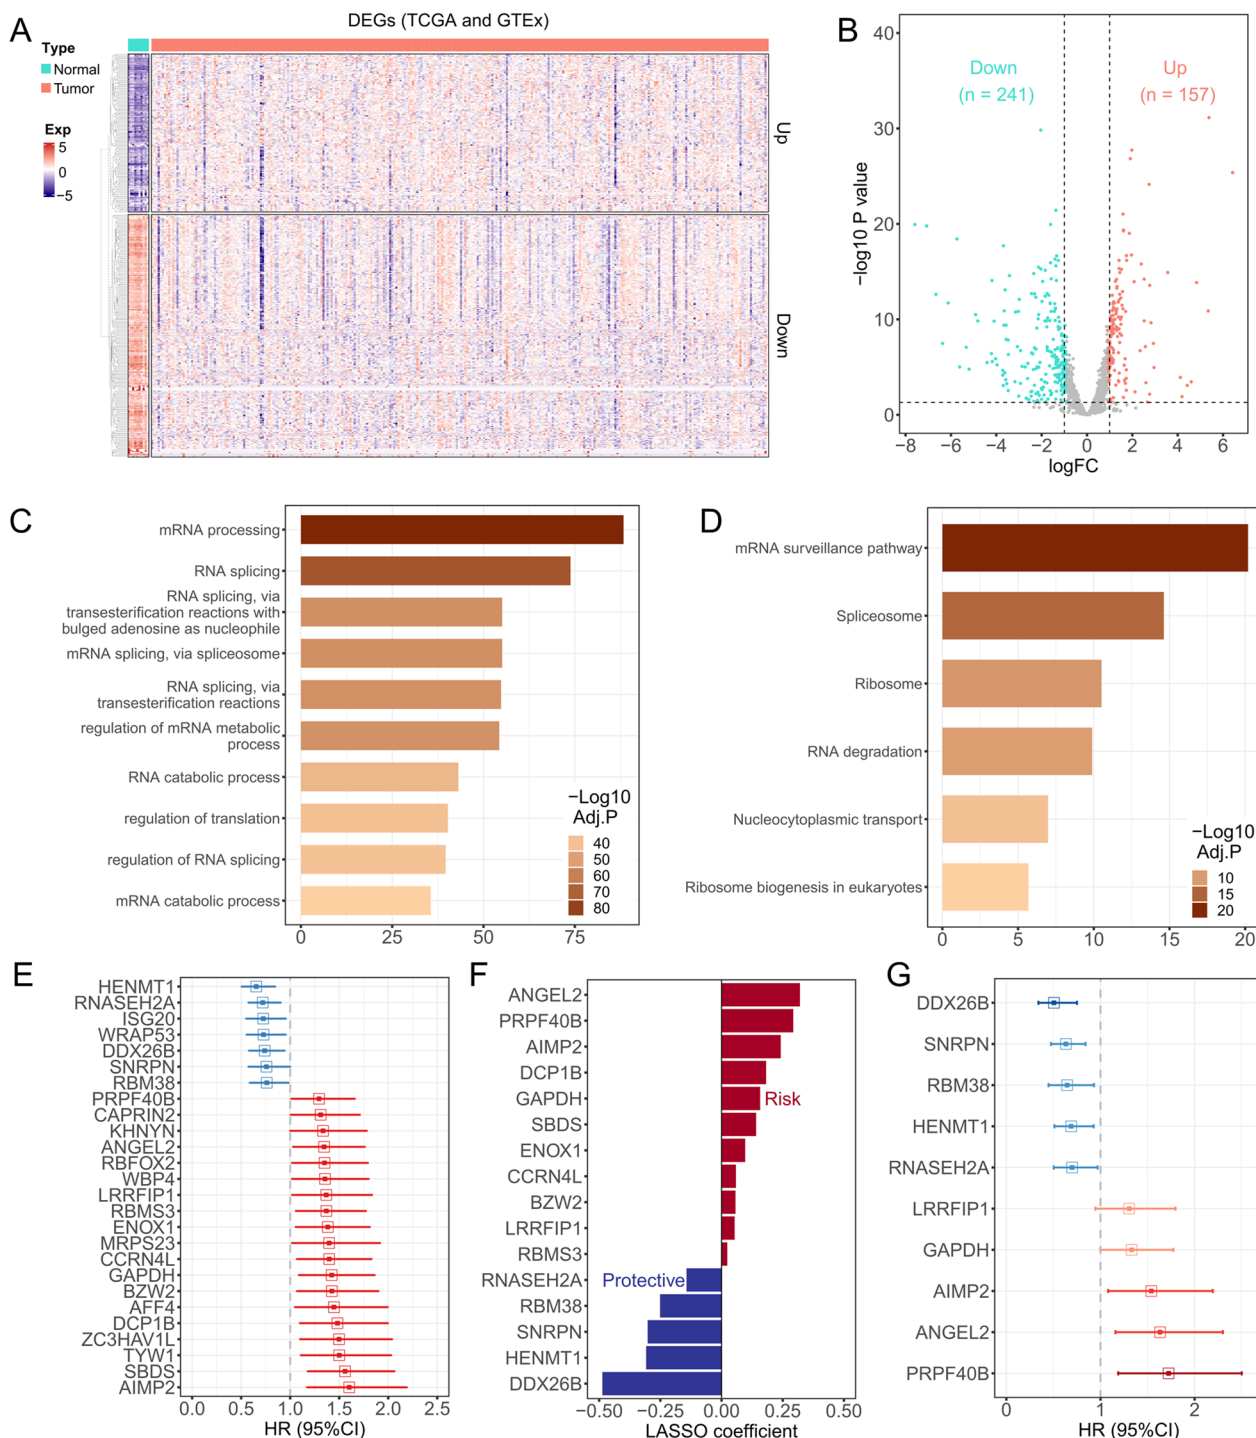 A
DEGs (TCGA and GTEx)
Type
Normal
Tumor
Exp
5
0
−5
Up
Down
B
Down
(n = 241)
Up
(n = 157)
−log10 P value
40
30
20
10
0
−8
−6
−4
−2
0
2
4
6
logFC
C
mRNA processing
RNA splicing
RNA splicing, via
transesterification reactions with
bulged adenosine as nucleophile
mRNA splicing, via spliceosome
RNA splicing, via
transesterification reactions
regulation of mRNA metabolic
process
RNA catabolic process
regulation of translation
regulation of RNA splicing
mRNA catabolic process
−Log10
Adj.P
40
50
60
70
80
0
25
50
75
D
mRNA surveillance pathway
Spliceosome
Ribosome
RNA degradation
Nucleocytoplasmic transport
Ribosome biogenesis in eukaryotes
−Log10
Adj.P
10
15
20
0
5
10
15
20
E
HENMT1
RNASEH2A
ISG20
WRAP53
DDX26B
SNRPN
RBM38
PRPF40B
CAPRIN2
KHNYN
ANGEL2
RBFOX2
WBP4
LRRFIP1
RBMS3
ENOX1
MRPS23
CCRN4L
GAPDH
BZW2
AFF4
DCP1B
ZC3HAV1L
TYW1
SBDS
AIMP2
0.0
0.5
1.0
1.5
2.0
2.5
HR (95%CI)
F
ANGEL2
PRPF40B
AIMP2
DCP1B
GAPDH
SBDS
ENOX1
CCRN4L
BZW2
LRRFIP1
RBMS3
RNASEH2A
RBM38
SNRPN
HENMT1
DDX26B
Risk
Protective
−0.50
−0.25
0.00
0.25
0.50
LASSO coefficient
G
DDX26B
SNRPN
RBM38
HENMT1
RNASEH2A
LRRFIP1
GAPDH
AIMP2
ANGEL2
PRPF40B
0
1
2
HR (95%CI)